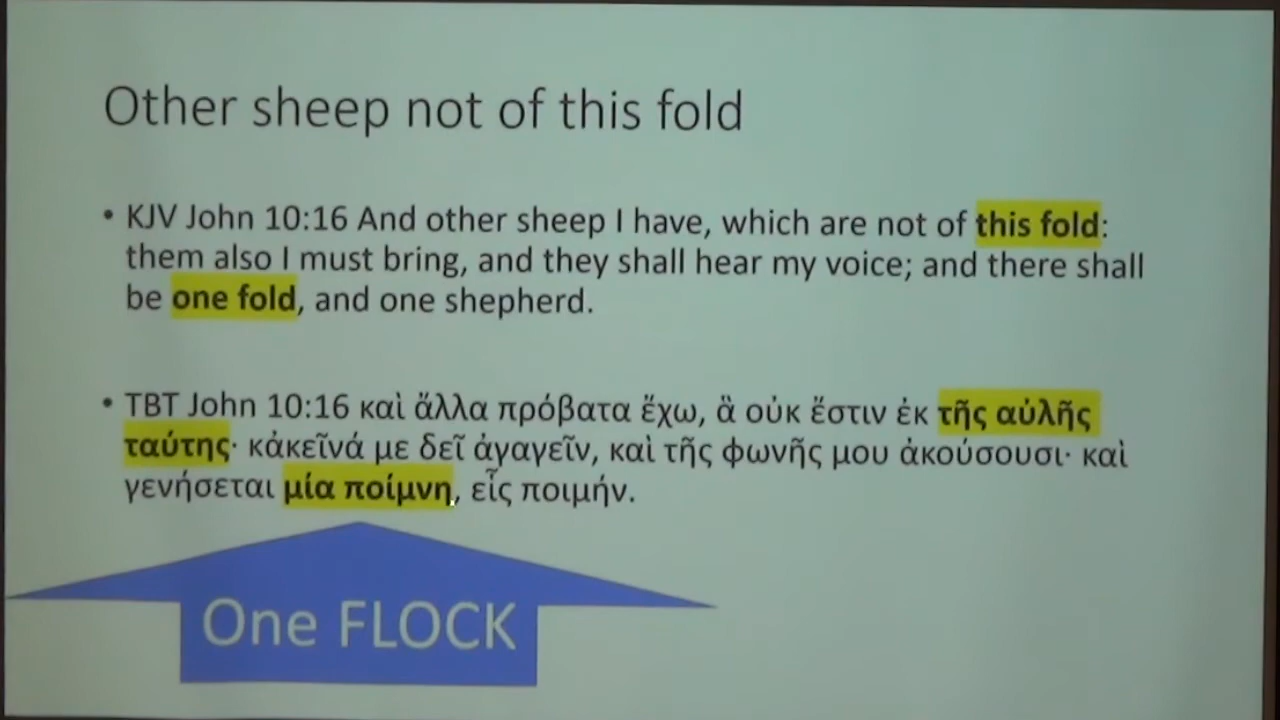 Other sheep not of this fold
• KJV John 10:16 And other sheep I have, which are not of this fold:
them also I must bring, and they shall hear my voice; and there shall
be one fold, and one shepherd.
• TBT John 10:16 καὶ ἄλλα πρόβατα ἔχω, ἃ οὐκ ἔστιν ἐκ τῆς αὐλῆς
ταύτης· κἀκεῖνά με δεῖ ἀγαγεῖν, καὶ τῆς φωνῆς μου ἀκούσουσι· καὶ
γενήσεται μία ποίμνη, εἷς ποιμήν.
One FLOCK